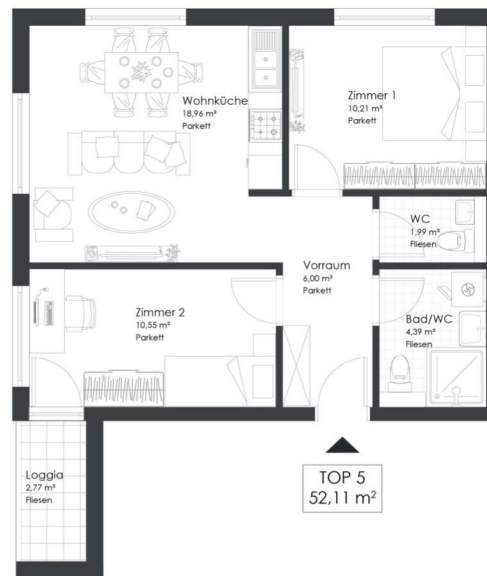 Wohnküche
18,96 m²
Parkett
Zimmer 1
10,21 m²
Parkett
WC
1,99 m²
Fliesen
Vorraum
6,00 m²
Parkett
Zimmer 2
10,55 m²
Parkett
Bad/WC
4,39 m²
Fliesen
Loggia
2,77 m²
Fliesen
TOP 5
52,11 m²